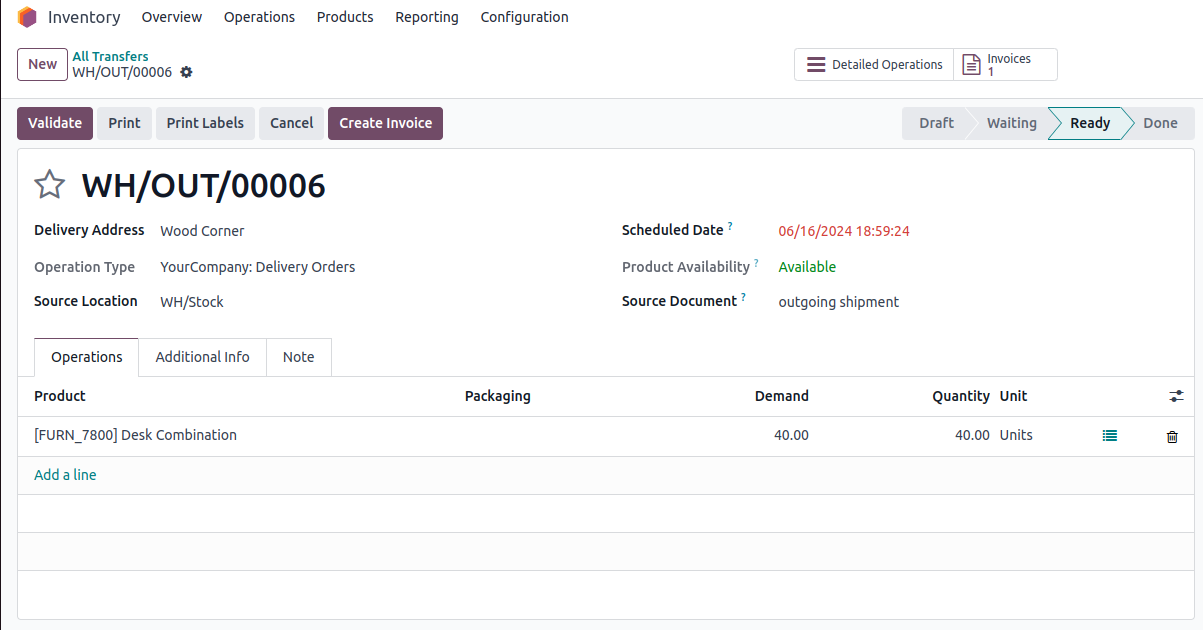 Inventory Overview Operations Products Reporting Configuration
New All Transfers
WH/OUT/00006
Detailed Operations Invoices
1
Validate Print Print Labels Cancel Create Invoice Draft Waiting Ready Done
WH/OUT/00006
Delivery Address Wood Corner Scheduled Date ? 06/16/2024 18:59:24
Operation Type YourCompany: Delivery Orders Product Availability ? Available
Source Location WH/Stock Source Document ? outgoing shipment
Operations Additional Info Note
Product Packaging Demand Quantity Unit
[FURN_7800] Desk Combination 40.00 40.00 Units
Add a line